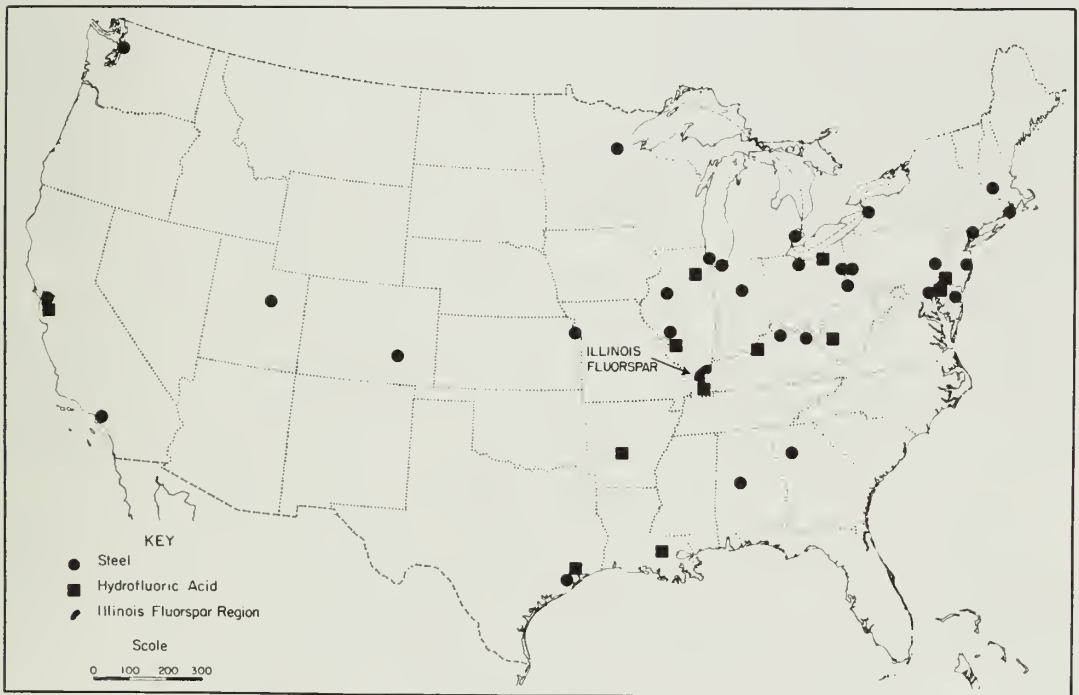 ILLINOIS
FLUORSPAR
KEY
Steel
Hydrofluoric Acid
Illinois Fluorspar Region
Scale
0 100 200 300